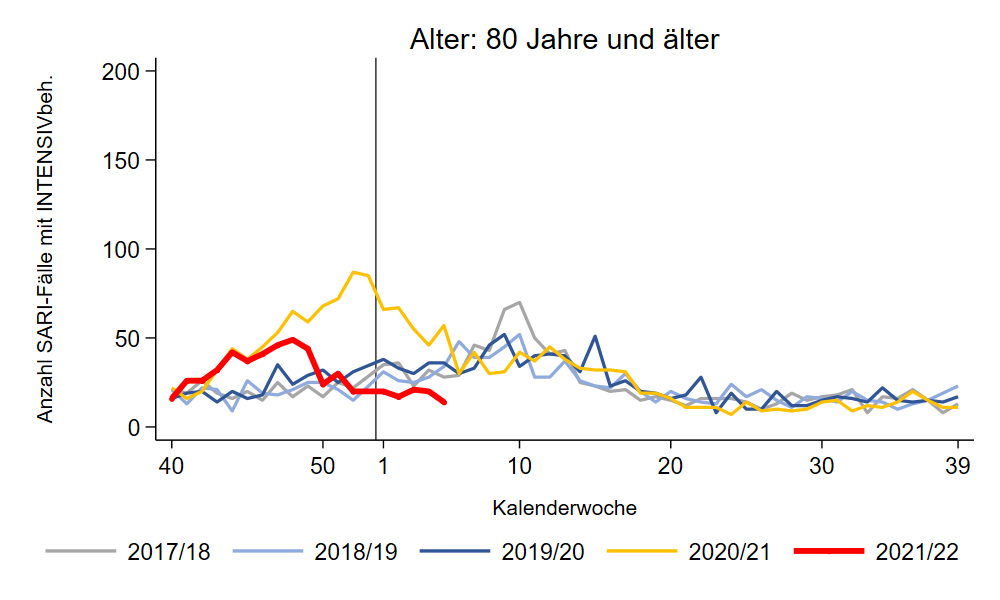 Alter: 80 Jahre und älter
Anzahl SARI-Fälle mit INTENSIVbeh.
200
150
100
50
0
40 50 1 10 20 30 39
Kalenderwoche
2017/18 2018/19 2019/20 2020/21 2021/22